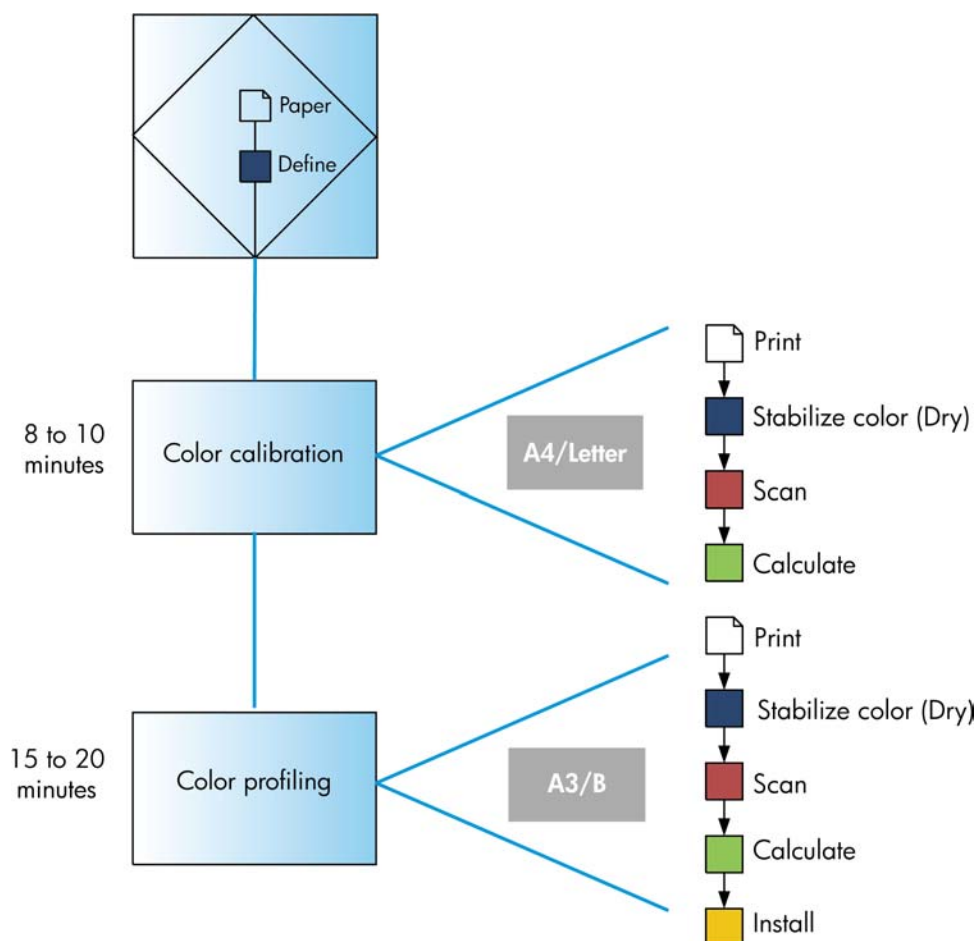 Paper
Define
8 to 10
minutes
Color calibration
A4/Letter
Print
Stabilize color (Dry)
Scan
Calculate
15 to 20
minutes
Color profiling
A3/B
Print
Stabilize color (Dry)
Scan
Calculate
Install